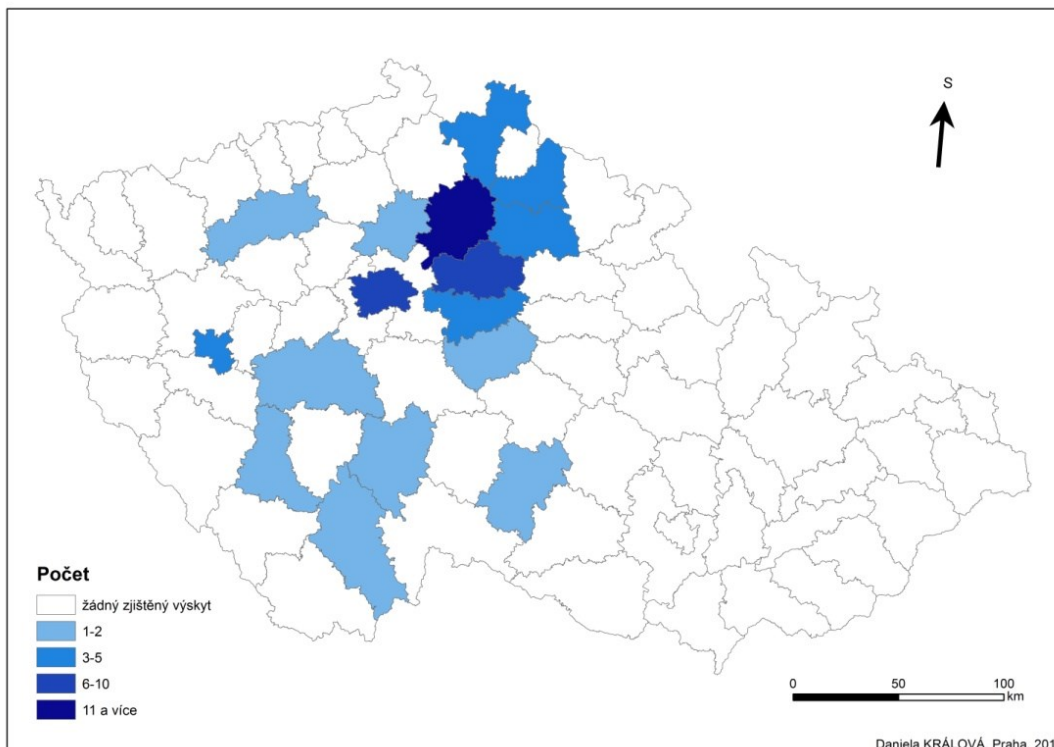 S
Počet
žádný zjištěný výskyt
1-2
3-5
6-10
11 a více
0 50 100
km
Daniela KRÁLOVÁ, Praha, 201